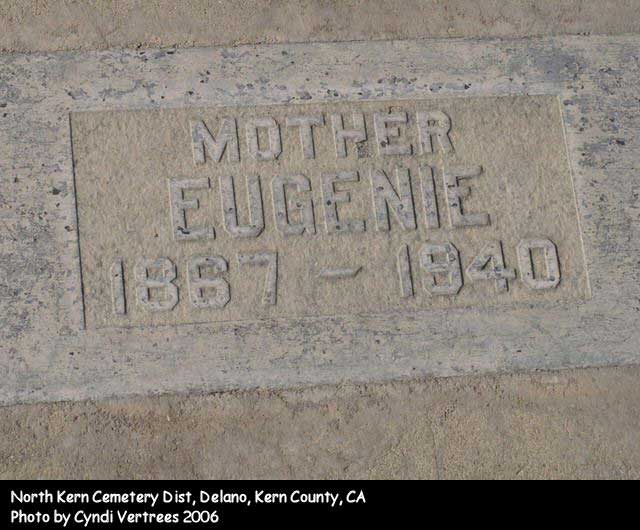 MOTHER
EUGENIE
1867 - 1940
North Kern Cemetery Dist, Delano, Kern County, CA
Photo by Cyndi Vertrees 2006